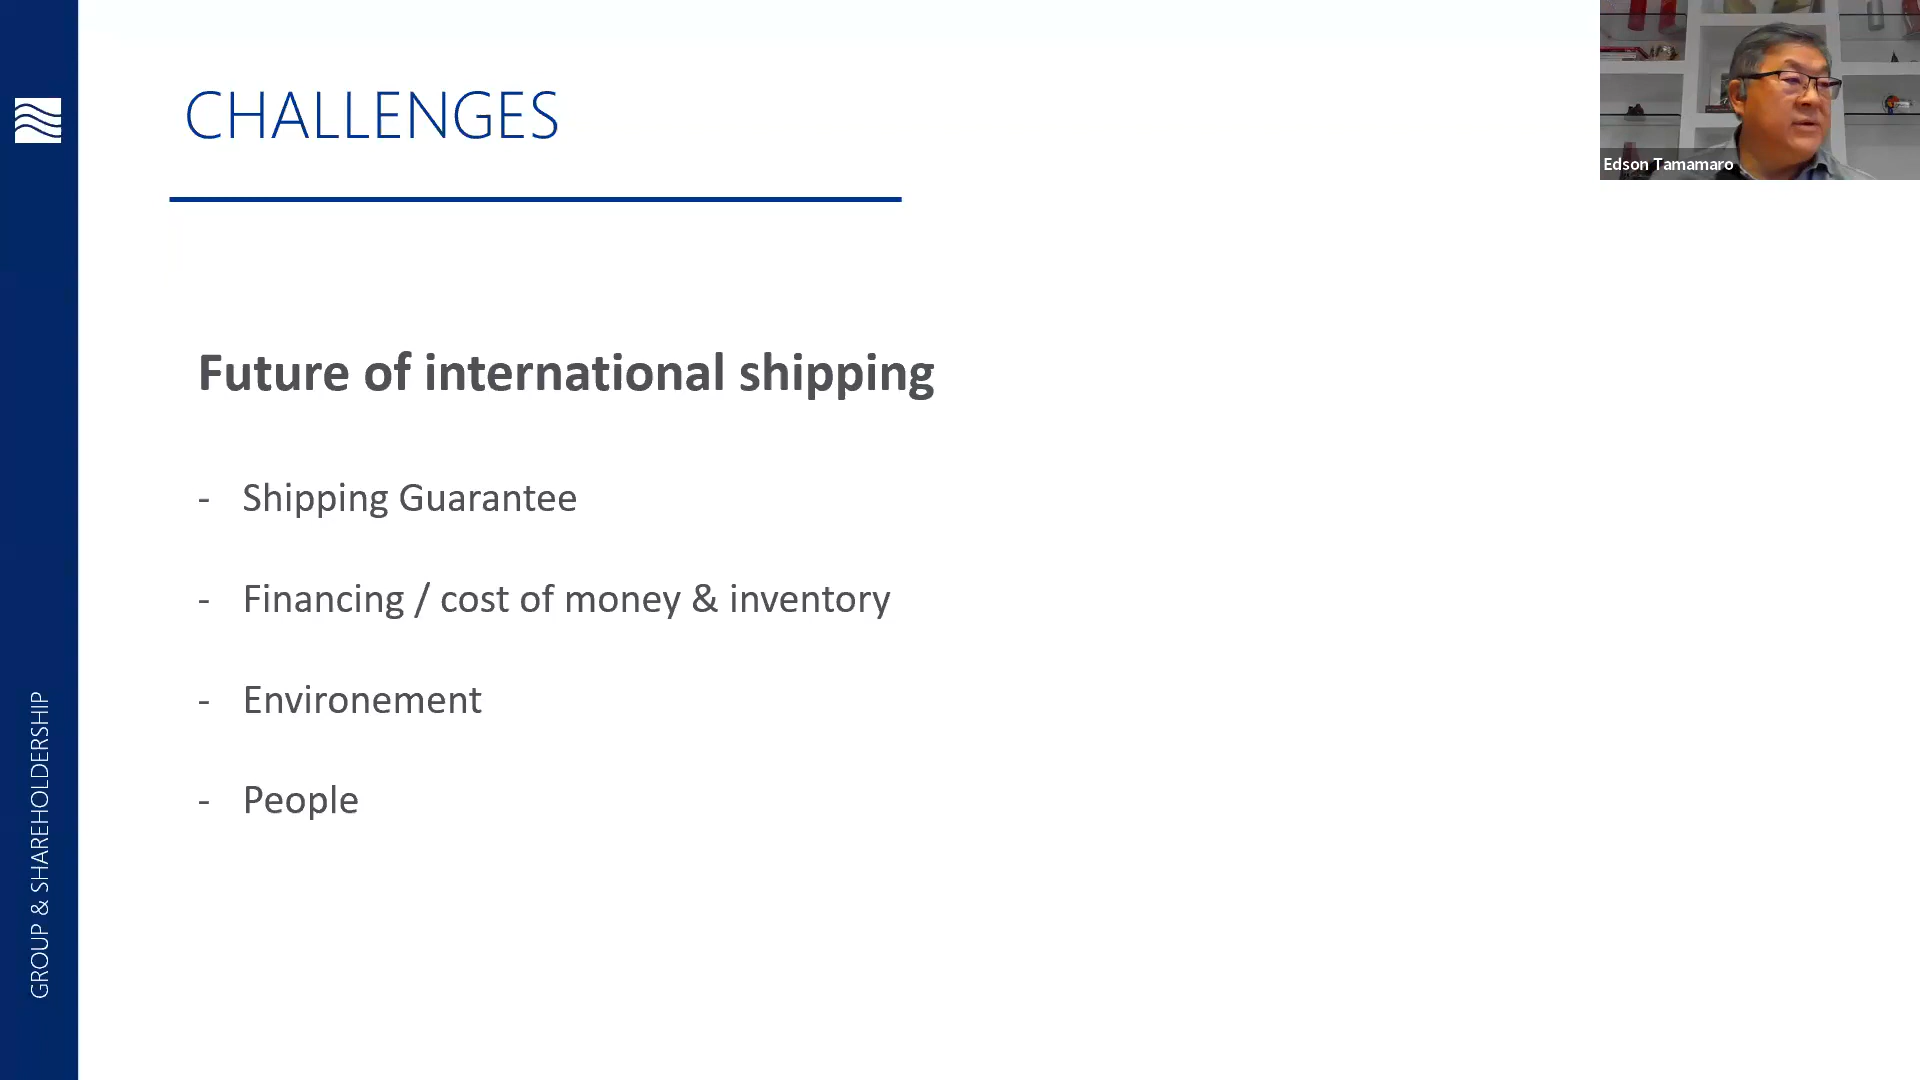 CHALLENGES
Edson Tamamaro
Future of international shipping
- Shipping Guarantee
- Financing / cost of money & inventory
- Environement
- People
GROUP & SHAREHOLDERSHIP